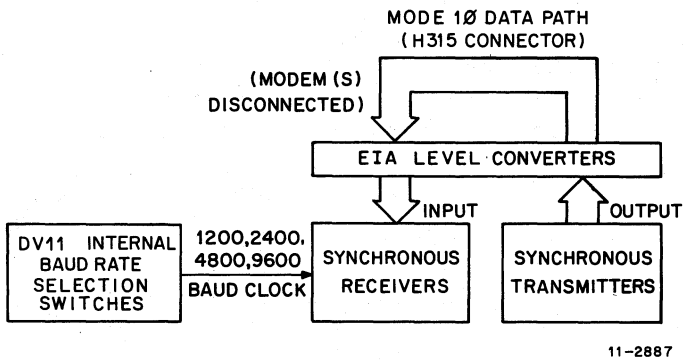 MODE 1Ø DATA PATH
(H315 CONNECTOR)
(MODEM (S)
DISCONNECTED)
EIA LEVEL CONVERTERS
INPUT
OUTPUT
DV11 INTERNAL
BAUD RATE
SELECTION
SWITCHES
1200,2400,
4800,9600
BAUD CLOCK
SYNCHRONOUS
RECEIVERS
SYNCHRONOUS
TRANSMITTERS
11-2887